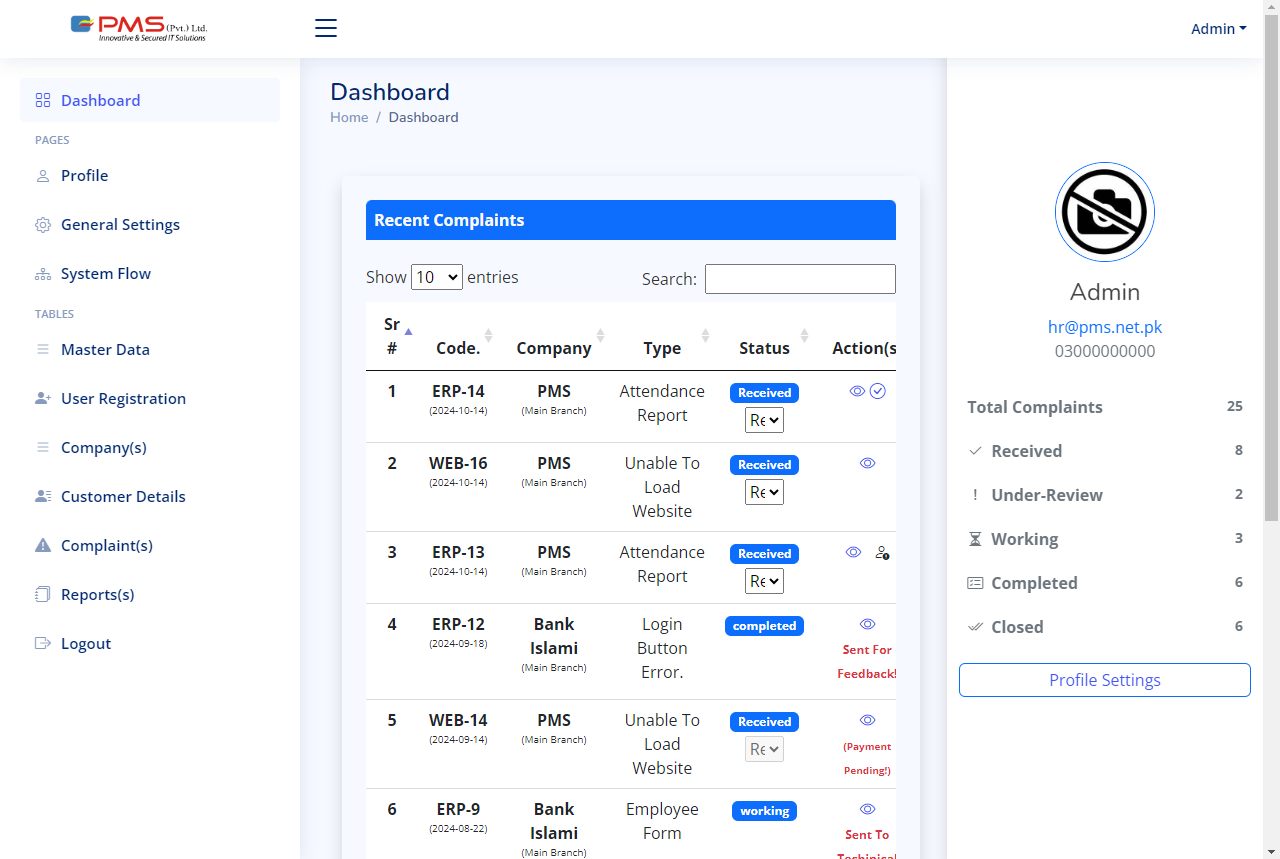 PMS (Pvt.) Ltd.
Innovative & Secured IT Solutions
Admin
Dashboard
PAGES
Profile
General Settings
System Flow
TABLES
Master Data
User Registration
Company(s)
Customer Details
Complaint(s)
Reports(s)
Logout
Dashboard
Home / Dashboard
Recent Complaints
Show 10 entries
Search:
Sr # Code. Company Type Status Action(s
1 ERP-14 PMS Attendance Report Received
(2024-10-14) (Main Branch) Re
2 WEB-16 PMS Unable To Load Website Received
(2024-10-14) (Main Branch) Re
3 ERP-13 PMS Attendance Report Received
(2024-10-14) (Main Branch) Re
4 ERP-12 Bank Islami Login Button Error. completed
(2024-09-18) (Main Branch) Sent For Feedback!
5 WEB-14 PMS Unable To Load Website Received
(2024-09-14) (Main Branch) Re (Payment Pending!)
6 ERP-9 Bank Islami Employee Form working
(2024-08-22) (Main Branch) Sent To
Admin
hr@pms.net.pk
03000000000
Total Complaints 25
Received 8
Under-Review 2
Working 3
Completed 6
Closed 6
Profile Settings